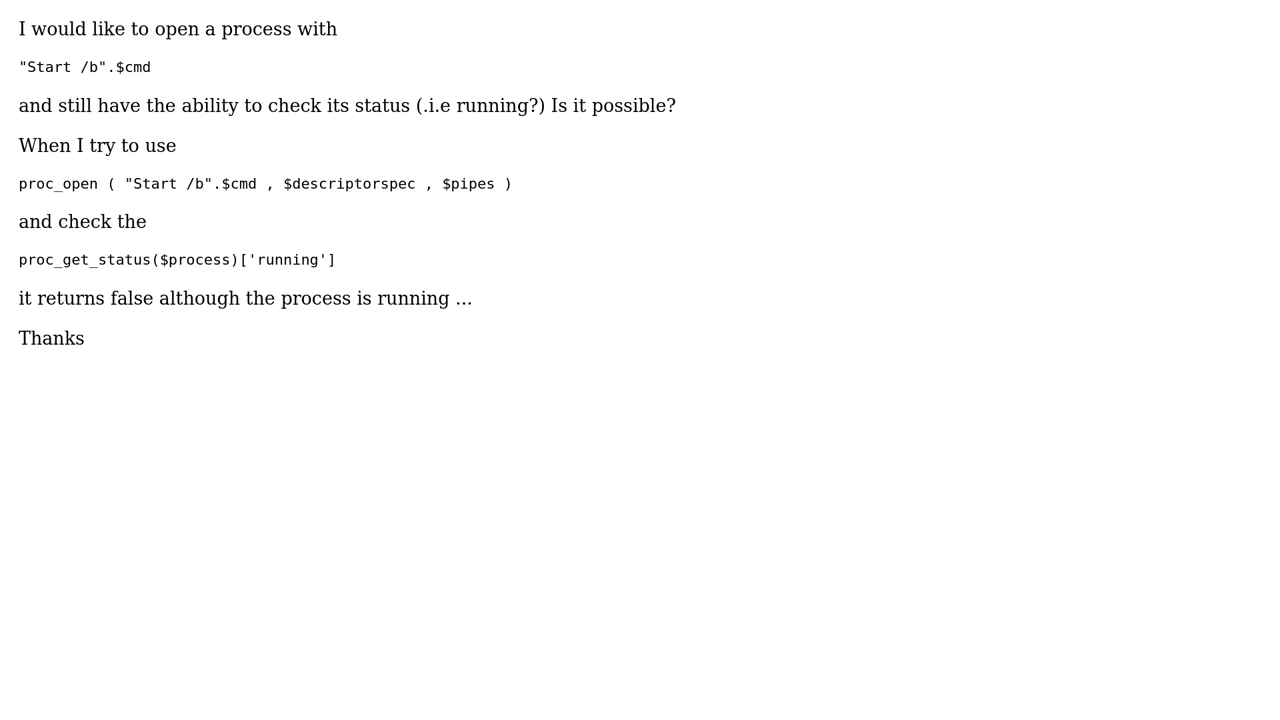 I would like to open a process with
"Start /b".$cmd
and still have the ability to check its status (.i.e running?) Is it possible?
When I try to use
proc_open ( "Start /b".$cmd , $descriptorspec , $pipes )
and check the
proc_get_status($process)['running']
it returns false although the process is running ...
Thanks